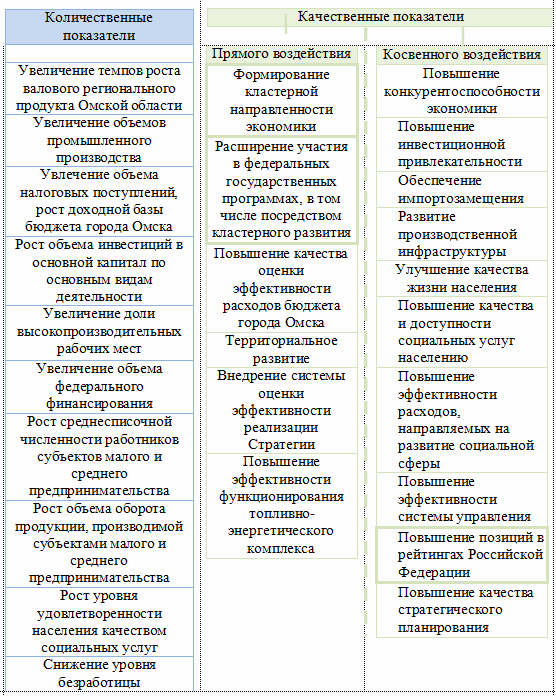 Количественные
показатели
Увеличение темпов роста
валового регионального
продукта Омской области
Увеличение объемов
промышленного
производства
Увлечение объема
налоговых поступлений,
рост доходной базы
бюджета города Омска
Рост объема инвестиций в
основной капитал по
основным видам
деятельности
Увеличение доли
высокопроизводительных
рабочих мест
Увеличение объема
федерального
финансирования
Рост среднесписочной
численности работников
субъектов малого и
среднего
предпринимательства
Рост объема оборота
продукции, производимой
субъектами малого и
среднего
предпринимательства
Рост уровня
удовлетворенности
населения качеством
социальных услуг
Снижение уровня
безработицы
Качественные показатели
Прямого воздействия
Формирование
кластерной
направленности
экономики
Расширение участия
в федеральных
государственных
программах, в том
числе посредством
кластерного развития
Повышение качества
оценки
эффективности
расходов бюджета
города Омска
Территориальное
развитие
Внедрение системы
оценки
эффективности
реализации
Стратегии
Повышение
эффективности
функционирования
топливно-
энергетического
комплекса
Косвенного воздействия
Повышение
конкурентоспособности
экономики
Повышение
инвестиционной
привлекательности
Обеспечение
импортозамещения
Развитие
производственной
инфраструктуры
Улучшение качества
жизни населения
Повышение качества
и доступности
социальных услуг
населению
Повышение
эффективности
расходов,
направляемых на
развитие социальной
сферы
Повышение
эффективности
системы управления
Повышение позиций в
рейтингах Российской
Федерации
Повышение качества
стратегического
планирования